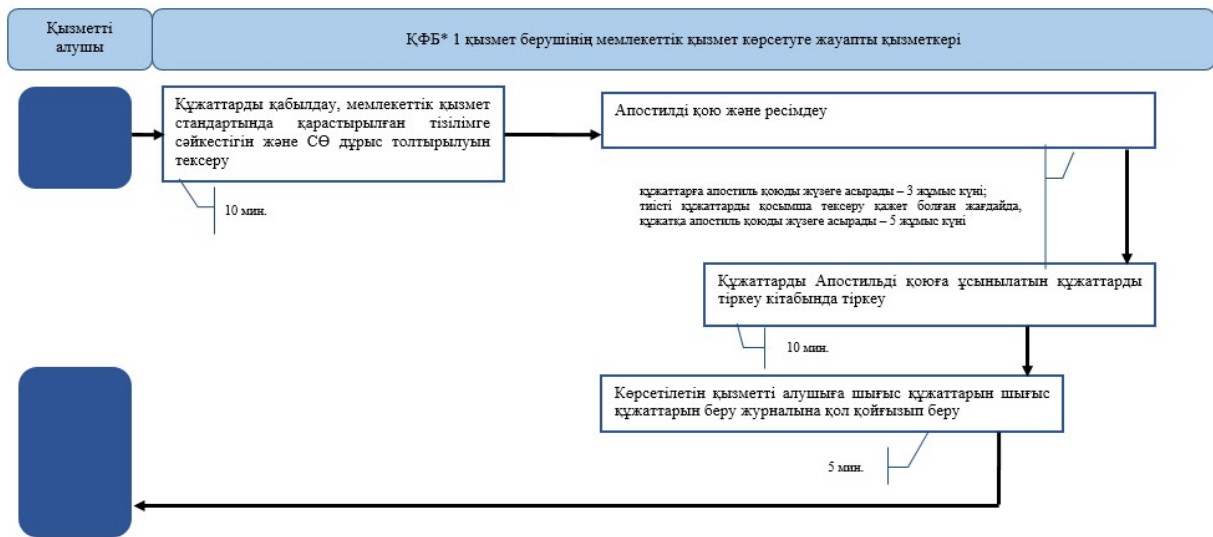 Қызметті
алушы
ҚФБ* 1 қызмет берушінің мемлекеттік қызмет көрсетуге жауапты қызметкері
Құжаттарды қабылдау, мемлекеттік қызмет
стандартында қарастырылған тізілімге
сәйкестігін және СӨ дұрыс толтырылуын
тексеру
10 мин.
Апостилді қою және ресімдеу
құжаттарға апостиль қоюды жүзеге асырады – 3 жұмыс күні;
тиісті құжаттарды қосымша тексеру қажет болған жағдайда,
құжатқа апостиль қоюды жүзеге асырады – 5 жұмыс күні
Құжаттарды Апостильді қоюға ұсынылатын құжаттарды
тіркеу кітабында тіркеу
10 мин.
Көрсетілетін қызметті алушыға шығыс құжаттарын шығыс
құжаттарын беру журналына қол қойғызып беру
5 мин.